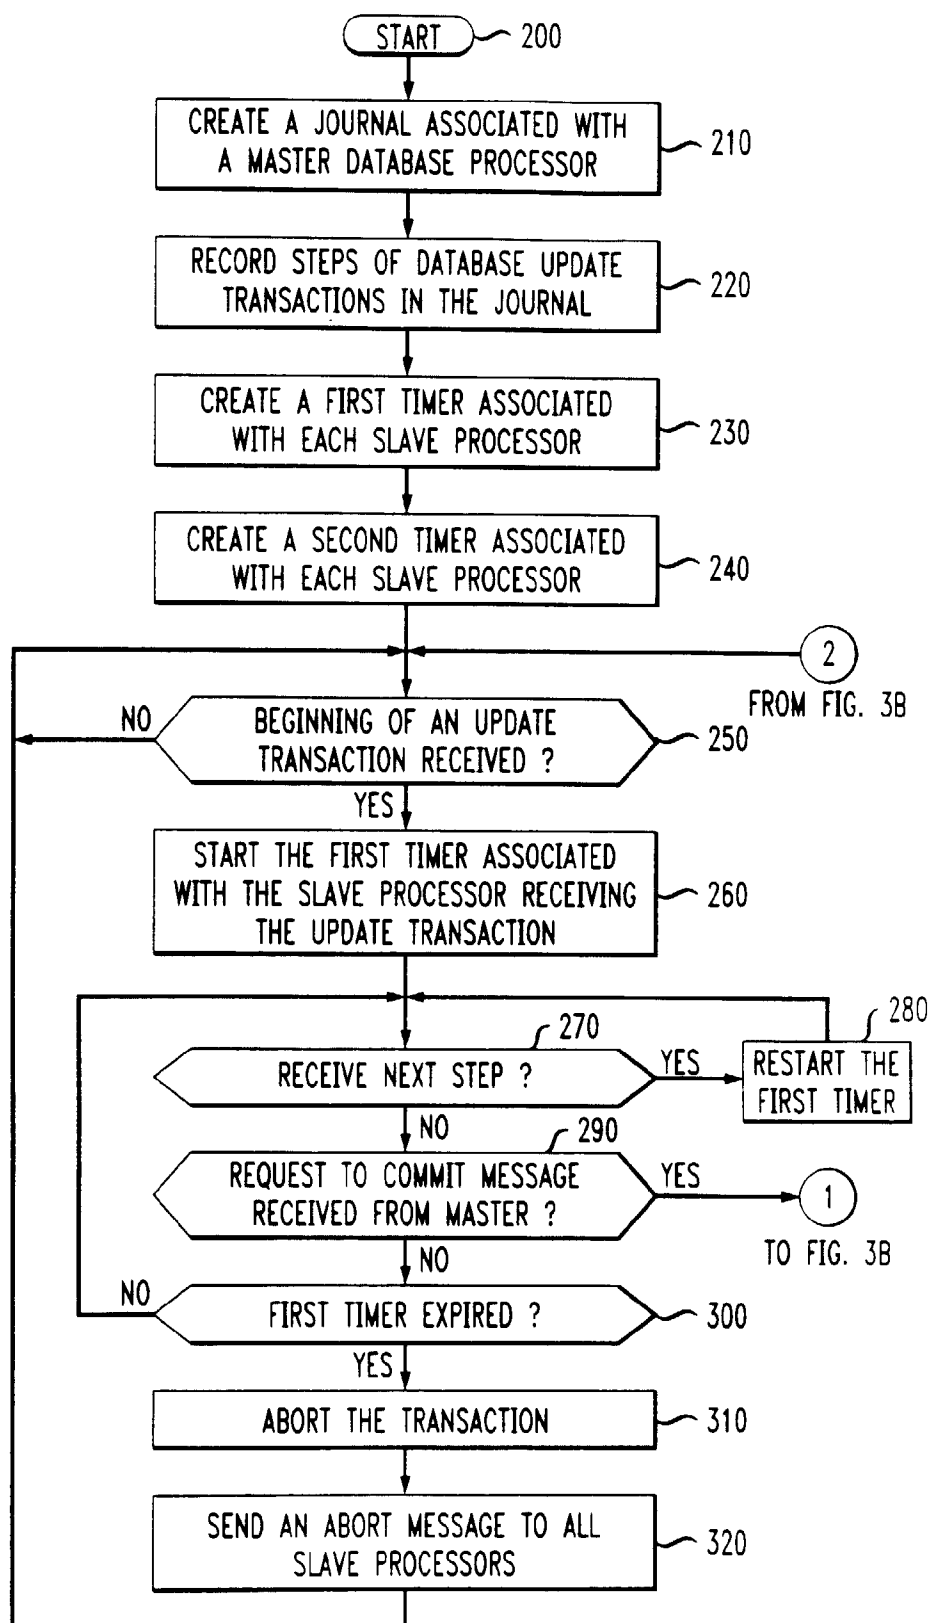 START
200
CREATE A JOURNAL ASSOCIATED WITH
A MASTER DATABASE PROCESSOR
210
RECORD STEPS OF DATABASE UPDATE
TRANSACTIONS IN THE JOURNAL
220
CREATE A FIRST TIMER ASSOCIATED
WITH EACH SLAVE PROCESSOR
230
CREATE A SECOND TIMER ASSOCIATED
WITH EACH SLAVE PROCESSOR
240
2
FROM FIG. 3B
NO
BEGINNING OF AN UPDATE
TRANSACTION RECEIVED ?
250
YES
START THE FIRST TIMER ASSOCIATED
WITH THE SLAVE PROCESSOR RECEIVING
THE UPDATE TRANSACTION
260
270
280
RECEIVE NEXT STEP ?
YES
RESTART THE
FIRST TIMER
NO
290
REQUEST TO COMMIT MESSAGE
RECEIVED FROM MASTER ?
YES
1
TO FIG. 3B
NO
NO
FIRST TIMER EXPIRED ?
300
YES
ABORT THE TRANSACTION
310
SEND AN ABORT MESSAGE TO ALL
SLAVE PROCESSORS
320